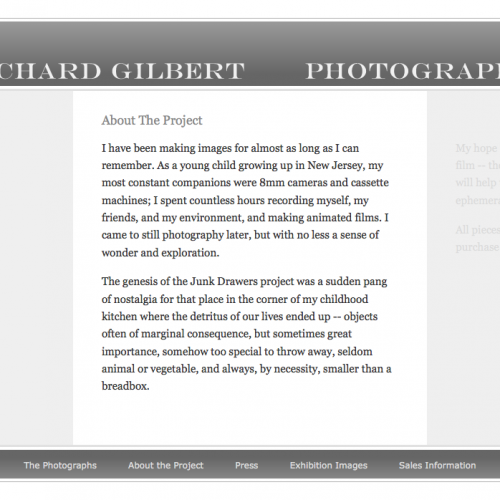 CHARD GILBERT PHOTOGRAP
About The Project
I have been making images for almost as long as I can
remember. As a young child growing up in New Jersey, my
most constant companions were 8mm cameras and cassette
machines; I spent countless hours recording myself, my
friends, and my environment, and making animated films. I
came to still photography later, but with no less a sense of
wonder and exploration.
The genesis of the Junk Drawers project was a sudden pang
of nostalgia for that place in the corner of my childhood
kitchen where the detritus of our lives ended up -- objects
often of marginal consequence, but sometimes great
importance, somehow too special to throw away, seldom
animal or vegetable, and always, by necessity, smaller than a
breadbox.
My hope
film -- the
will help
ephemer
All pieces
purchase
The Photographs About the Project Press Exhibition Images Sales Information